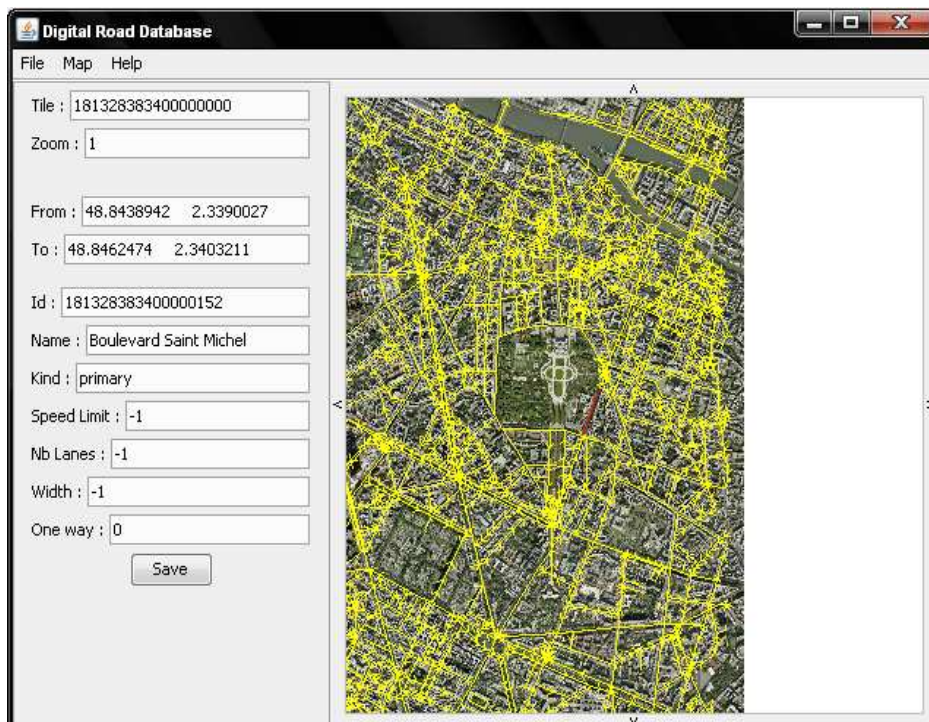 Digital Road Database
File Map Help
Tile : 181328383400000000
Zoom : 1
From : 48.8438942 2.3390027
To : 48.8462474 2.3403211
Id : 181328383400000152
Name : Boulevard Saint Michel
Kind : primary
Speed Limit : -1
Nb Lanes : -1
Width : -1
One way : 0
Save